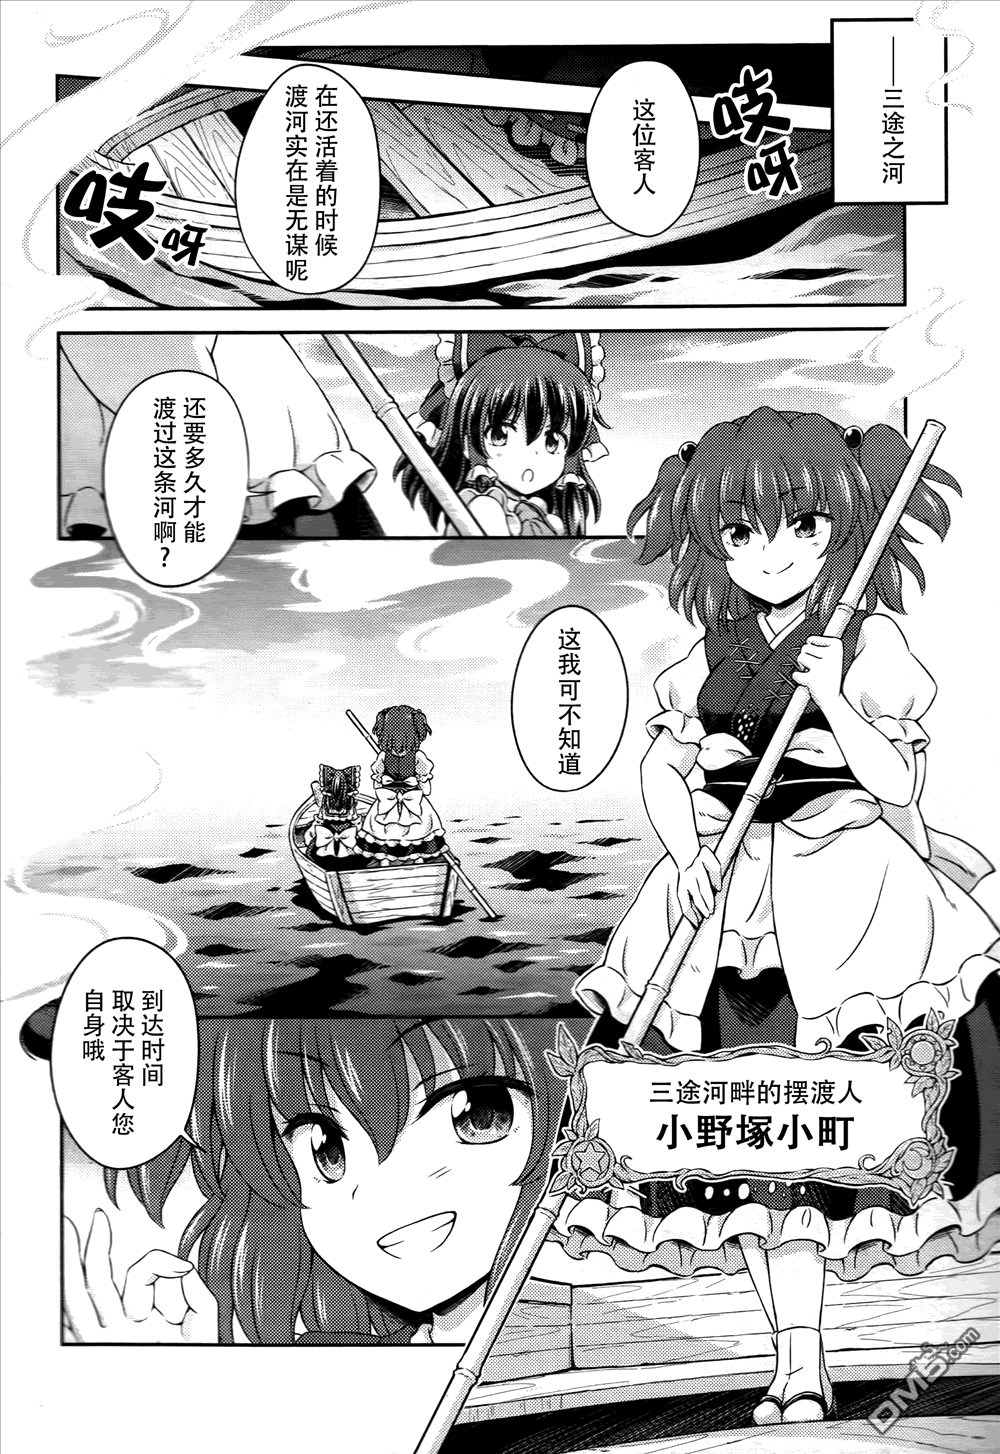 ——三途之河
吱
呀
这位客人
在还活着的时候
渡河实在是无谋呢
吱
呀
还要多久才能
渡过这条河啊?
这我可不知道
三途河畔的摆渡人
小野塚小町
到达时间
取决于客人您
自身哦